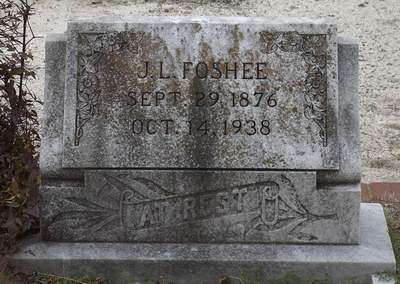 J.L. FOSHEE
SEPT. 29, 1876
OCT. 14, 1938
AT REST